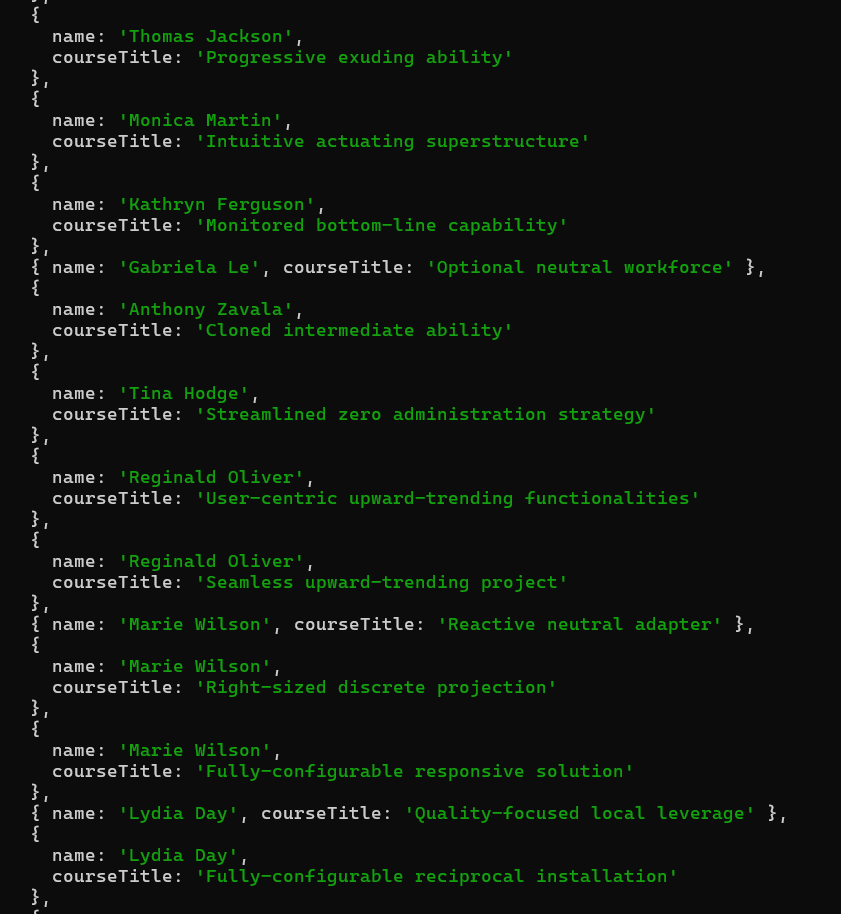 },
{
name: 'Thomas Jackson',
courseTitle: 'Progressive exuding ability'
},
{
name: 'Monica Martin',
courseTitle: 'Intuitive actuating superstructure'
},
{
name: 'Kathryn Ferguson',
courseTitle: 'Monitored bottom-line capability'
},
{ name: 'Gabriela Le', courseTitle: 'Optional neutral workforce' },
{
name: 'Anthony Zavala',
courseTitle: 'Cloned intermediate ability'
},
{
name: 'Tina Hodge',
courseTitle: 'Streamlined zero administration strategy'
},
{
name: 'Reginald Oliver',
courseTitle: 'User-centric upward-trending functionalities'
},
{
name: 'Reginald Oliver',
courseTitle: 'Seamless upward-trending project'
},
{ name: 'Marie Wilson', courseTitle: 'Reactive neutral adapter' },
{
name: 'Marie Wilson',
courseTitle: 'Right-sized discrete projection'
},
{
name: 'Marie Wilson',
courseTitle: 'Fully-configurable responsive solution'
},
{ name: 'Lydia Day', courseTitle: 'Quality-focused local leverage' },
{
name: 'Lydia Day',
courseTitle: 'Fully-configurable reciprocal installation'
},
{